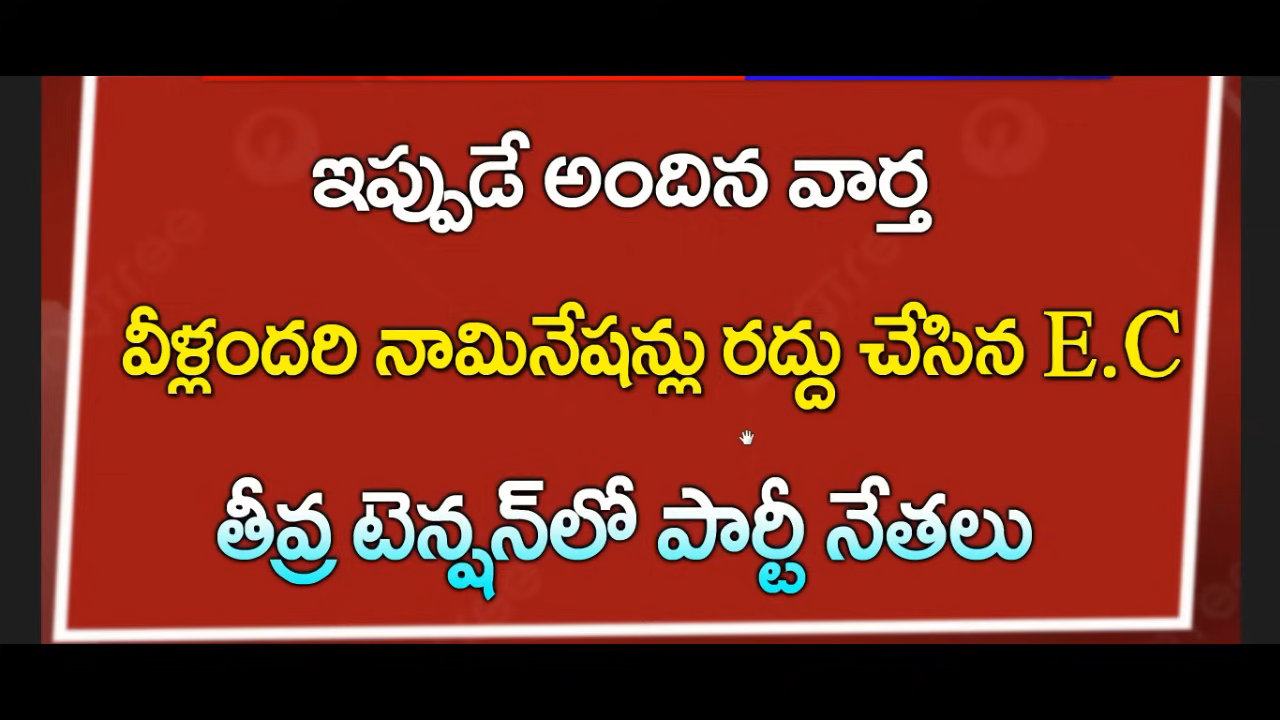 ఇప్పుడే అందిన వార్త
వీళ్లందరి నామినేషన్లు రద్దు చేసిన E.C
తీవ్ర టెన్షన్‌లో పార్టీ నేతలు